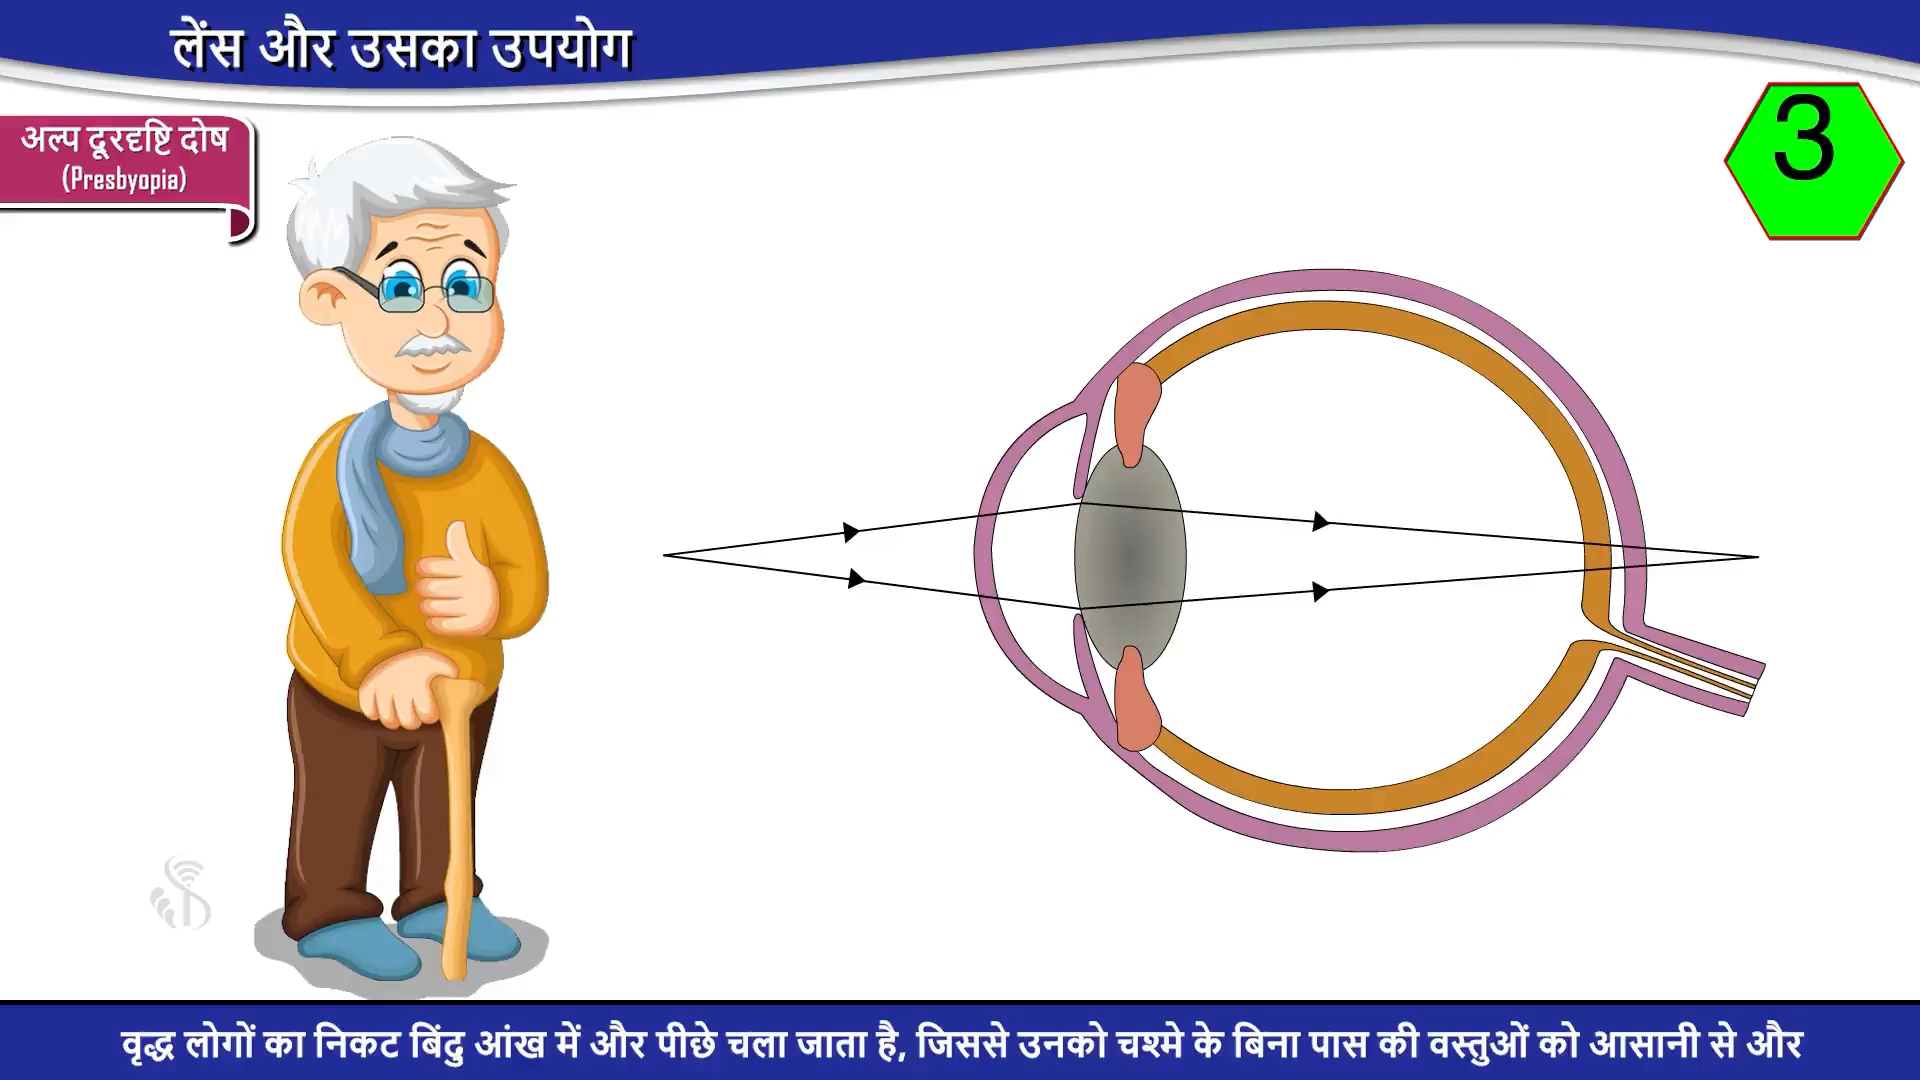 लेंस और उसका उपयोग
अल्प दूरदृष्टि दोष
(Presbyopia)
3
वृद्ध लोगों का निकट बिंदु आंख में और पीछे चला जाता है, जिससे उनको चश्मे के बिना पास की वस्तुओं को आसानी से और